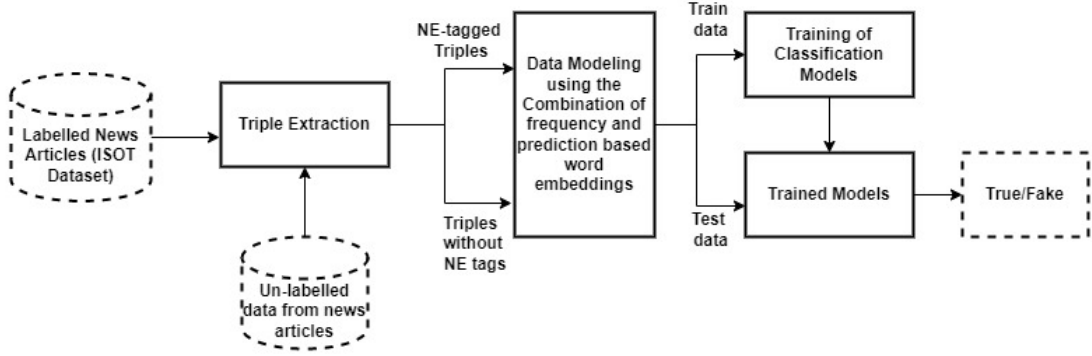 Labelled News
Articles (ISOT
Dataset)
Triple Extraction
Un-labelled
data from news
articles
NE-tagged
Triples
Triples
without
NE tags
Data Modeling
using the
Combination of
frequency and
prediction based
word
embeddings
Train
data
Test
data
Training of
Classification
Models
Trained Models
True/Fake